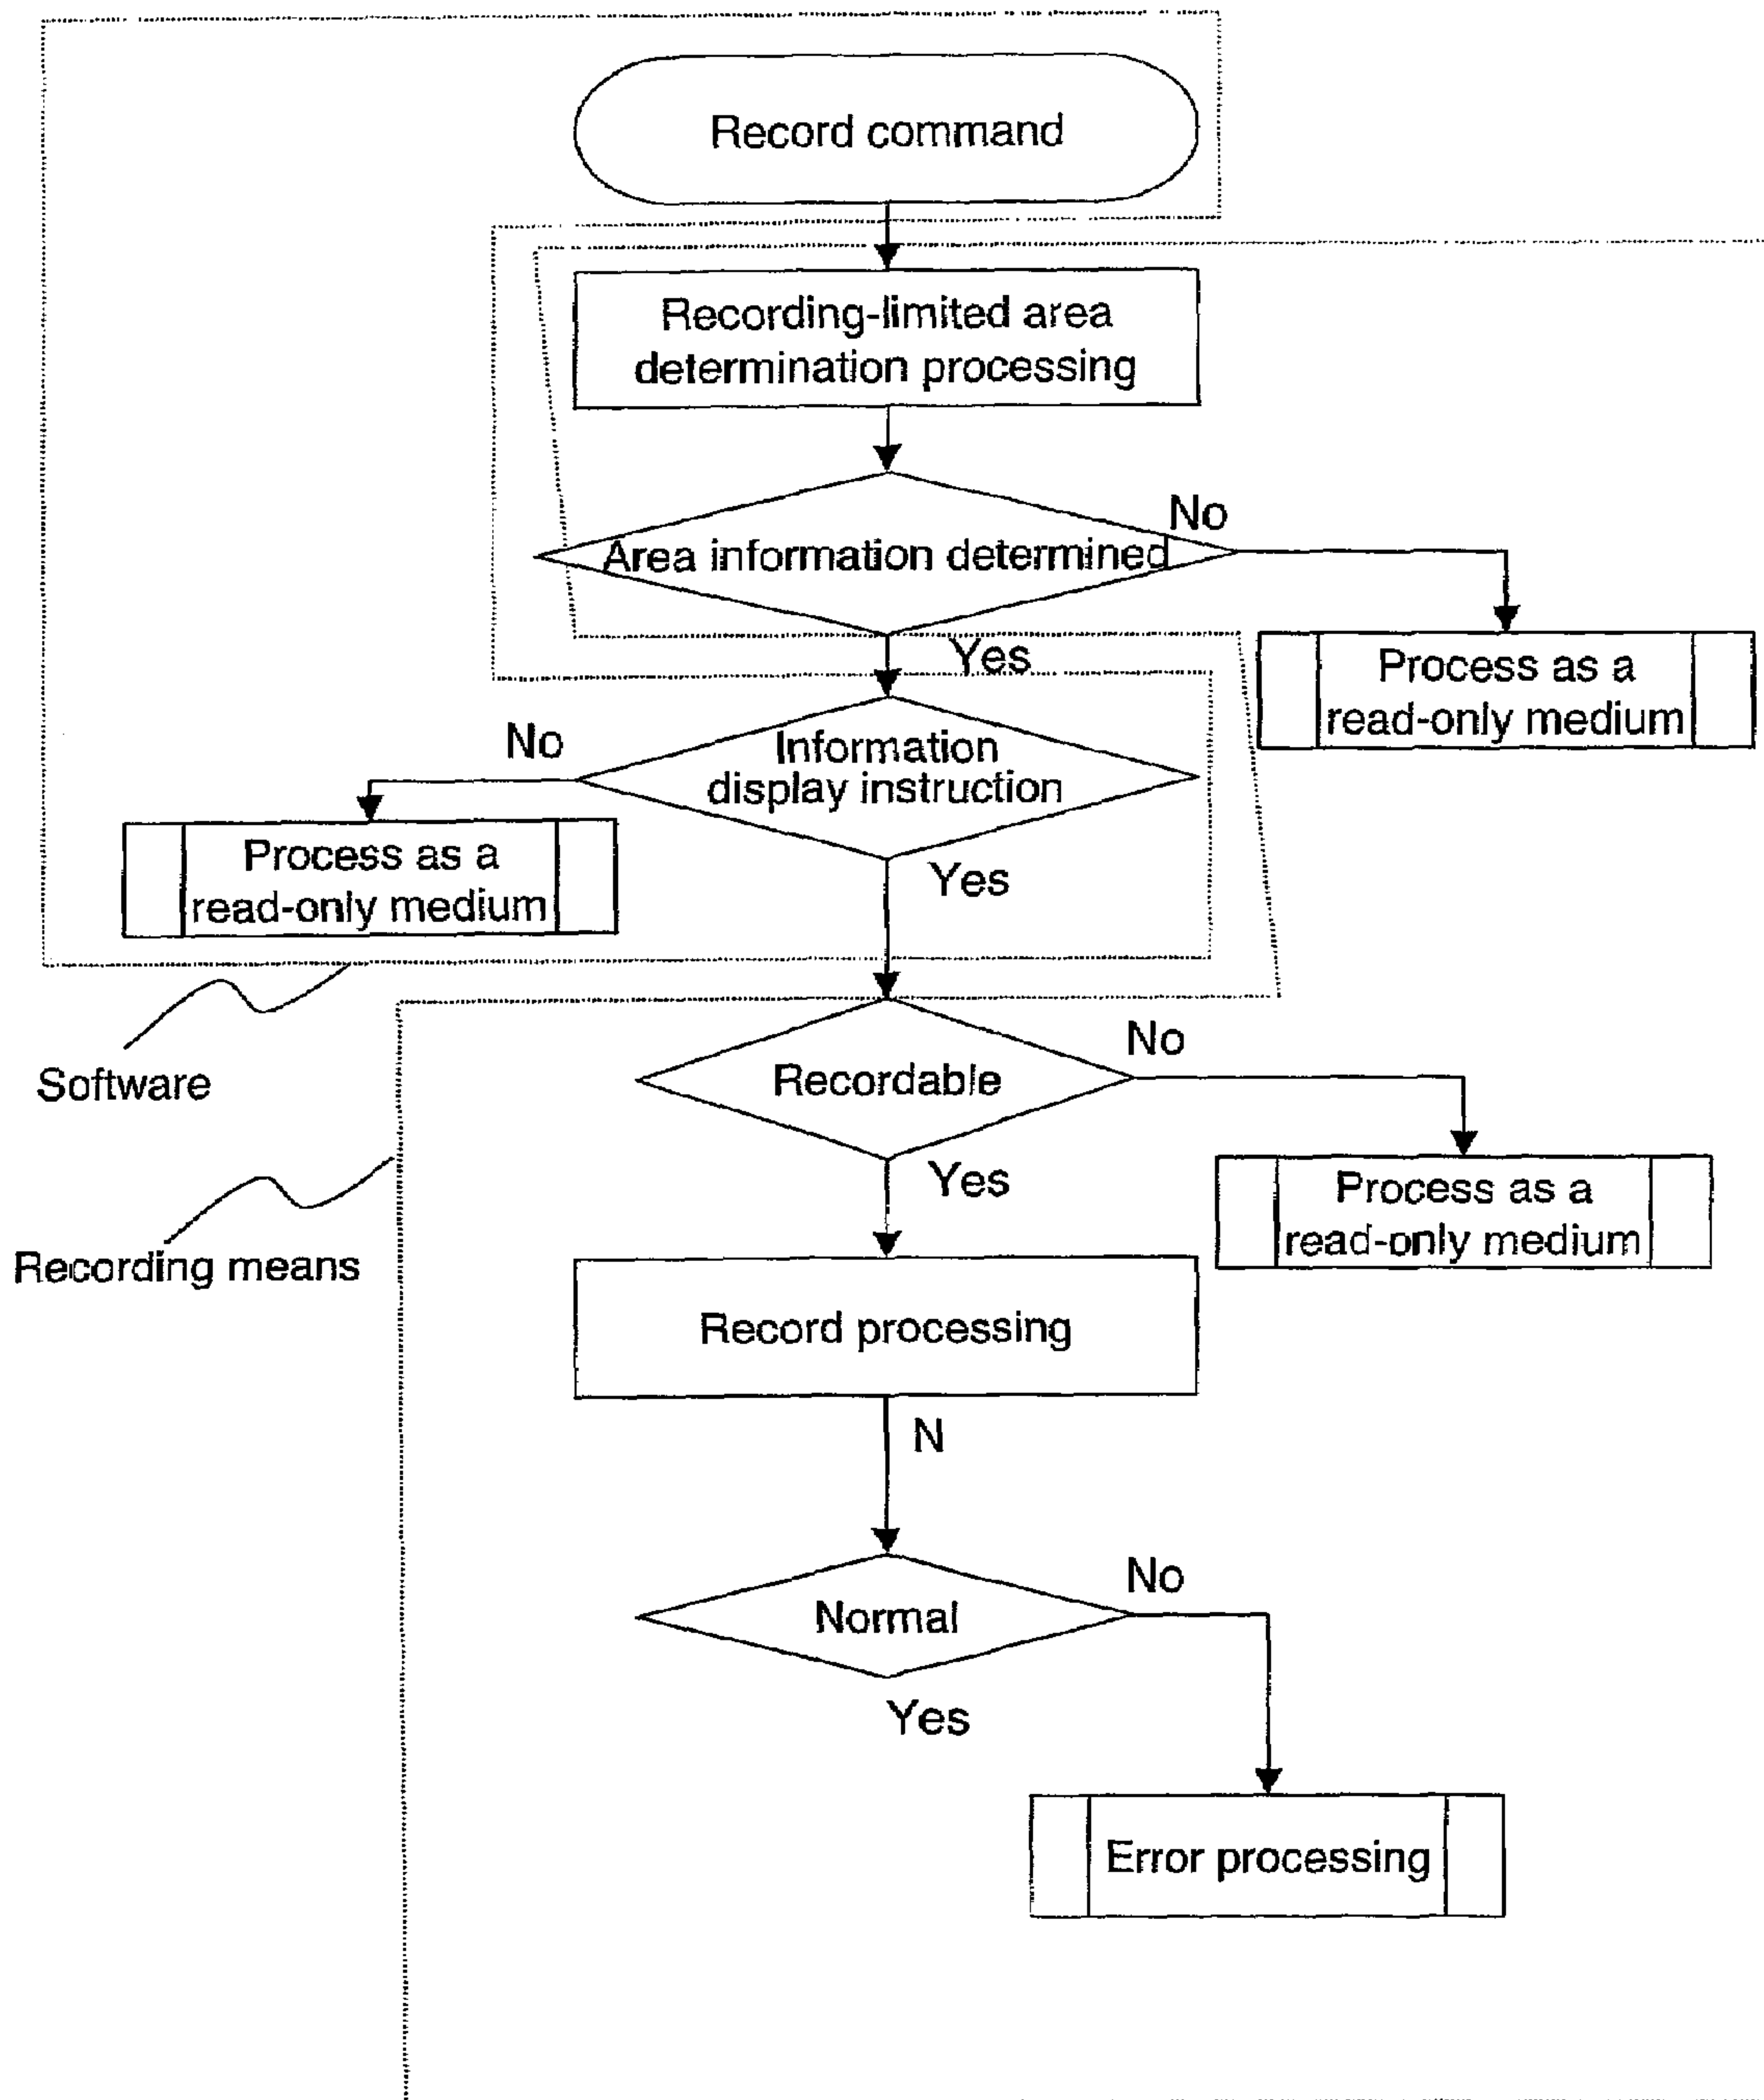 Record command
Recording-limited area
determination processing
No
Area information determined
Yes
Process as a
read-only medium
No
Information
display instruction
Process as a
read-only medium
Yes
Software
No
Recordable
Yes
Process as a
read-only medium
Recording means
Record processing
N
No
Normal
Yes
Error processing